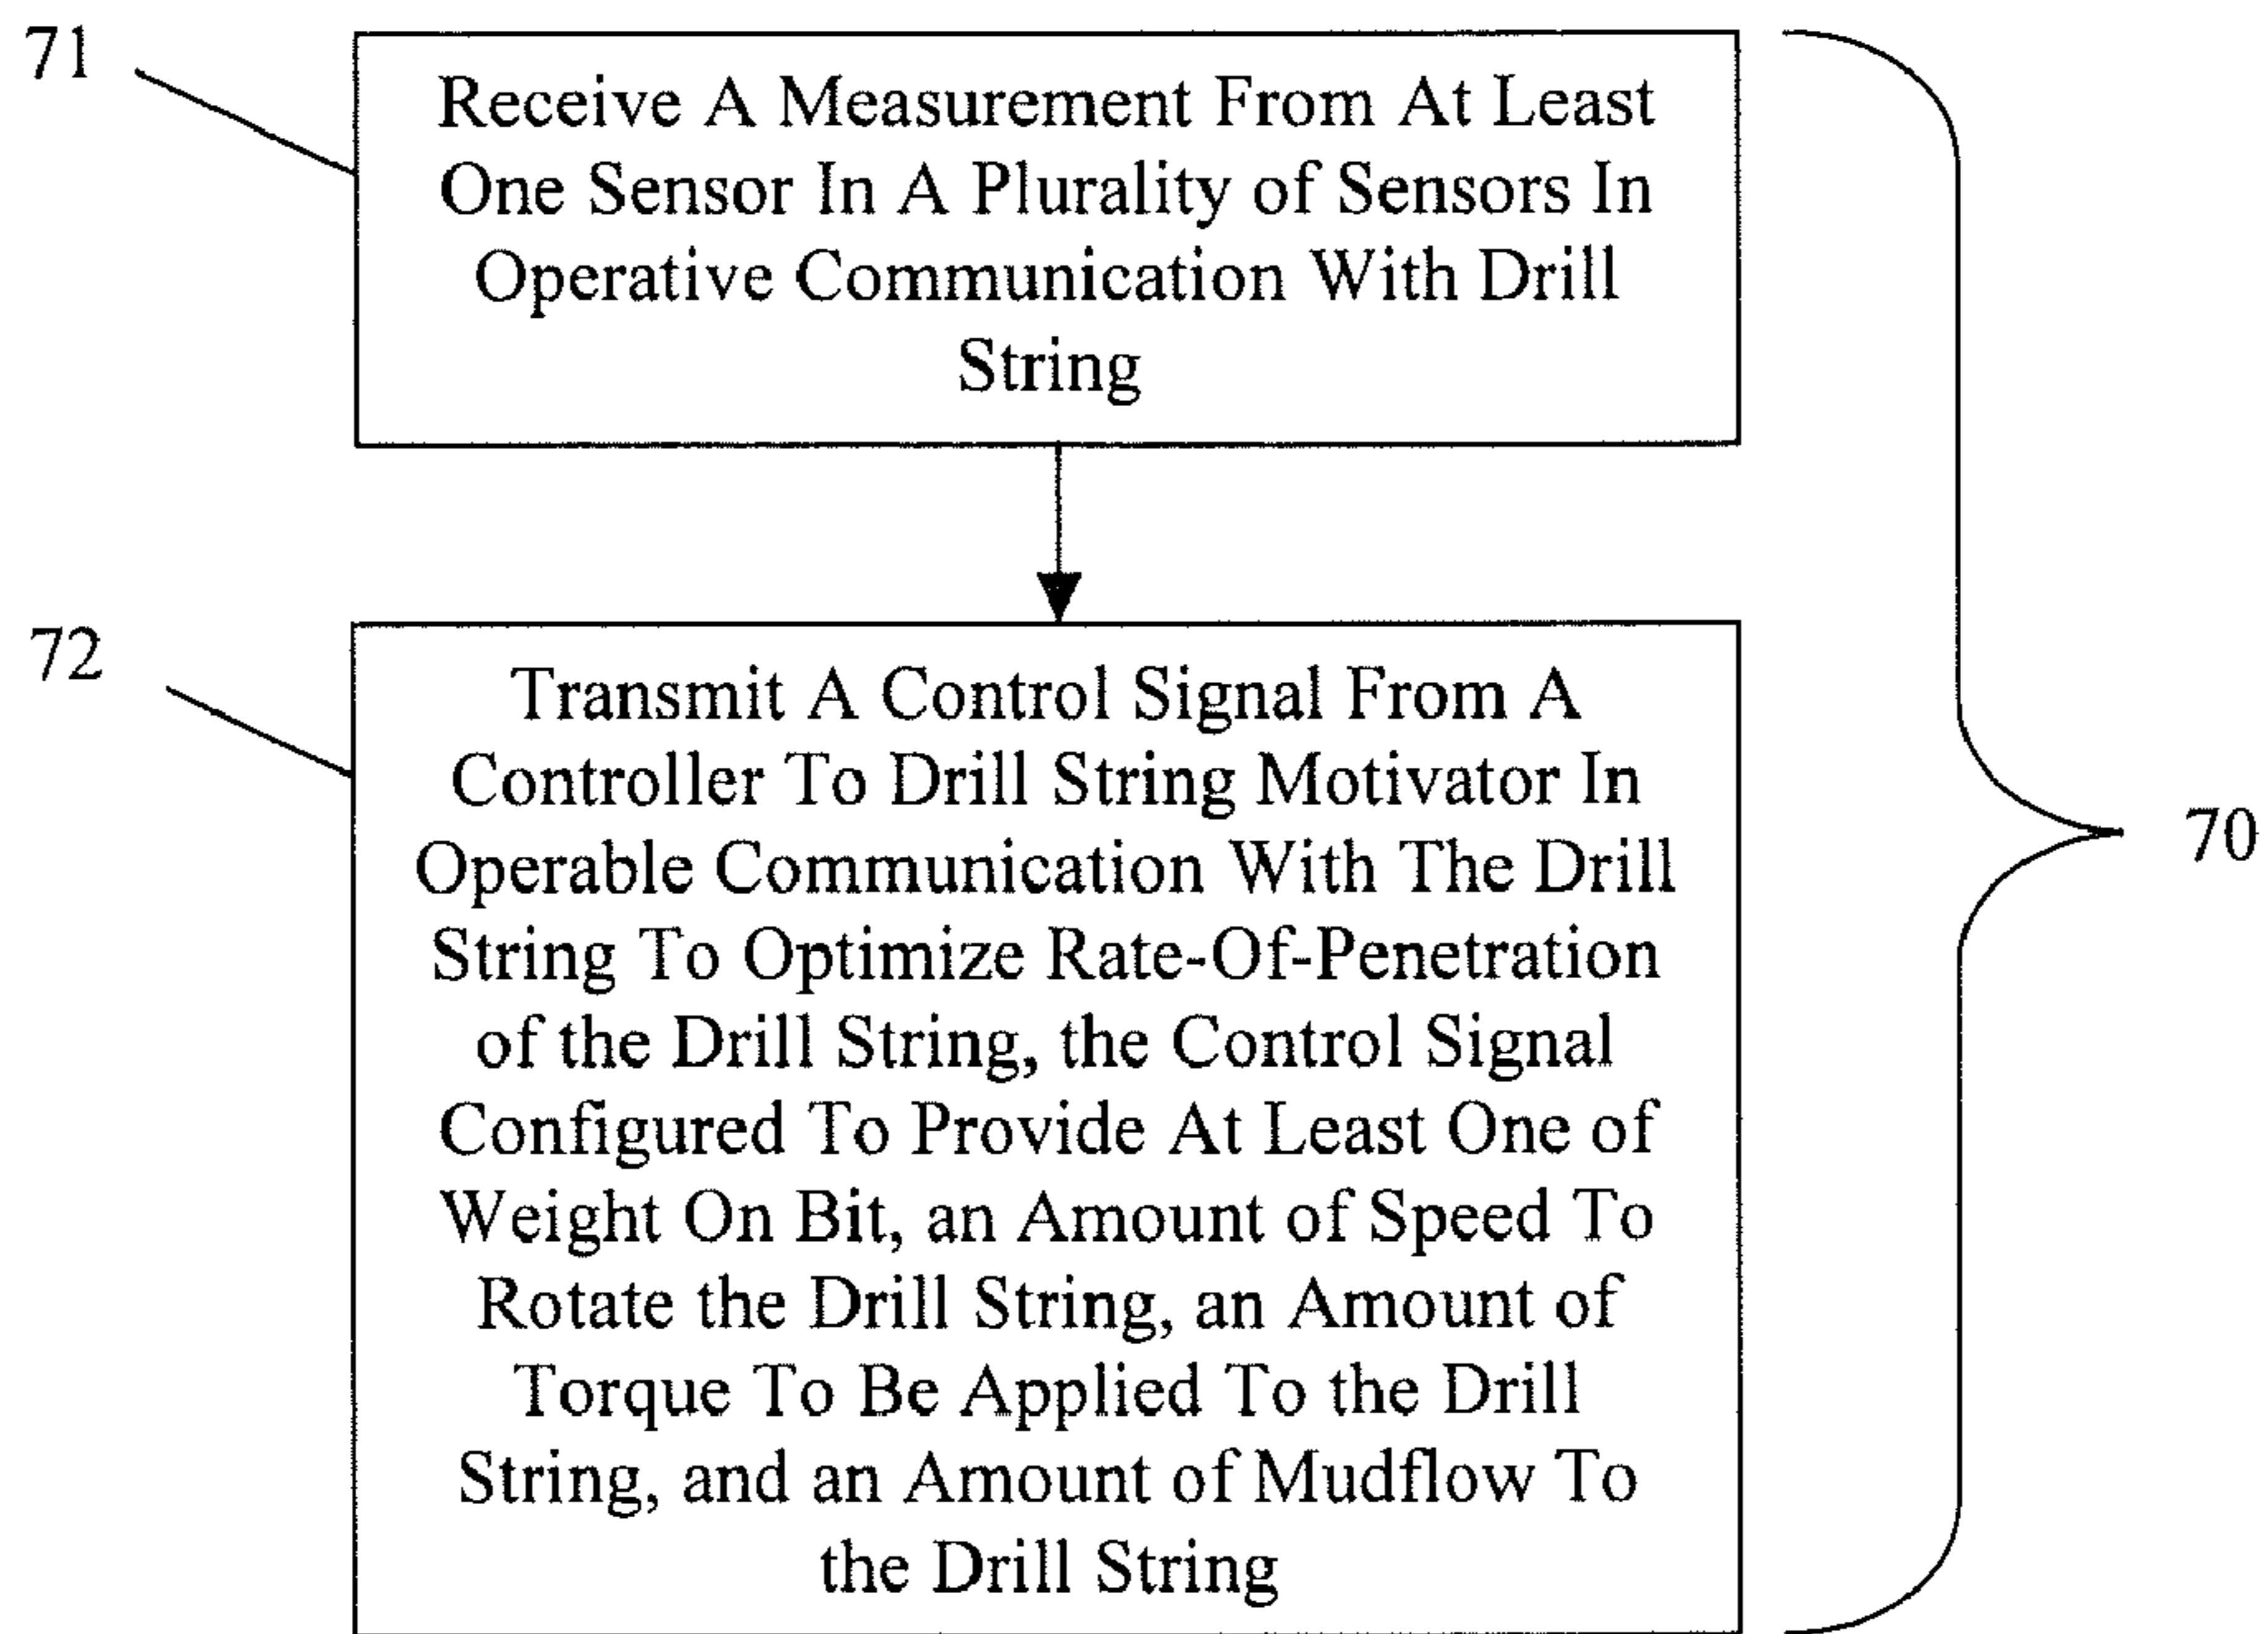 71
Receive A Measurement From At Least
One Sensor In A Plurality of Sensors In
Operative Communication With Drill
String
72
Transmit A Control Signal From A
Controller To Drill String Motivator In
Operable Communication With The Drill
String To Optimize Rate-Of-Penetration
of the Drill String, the Control Signal
Configured To Provide At Least One of
Weight On Bit, an Amount of Speed To
Rotate the Drill String, an Amount of
Torque To Be Applied To the Drill
String, and an Amount of Mudflow To
the Drill String
70